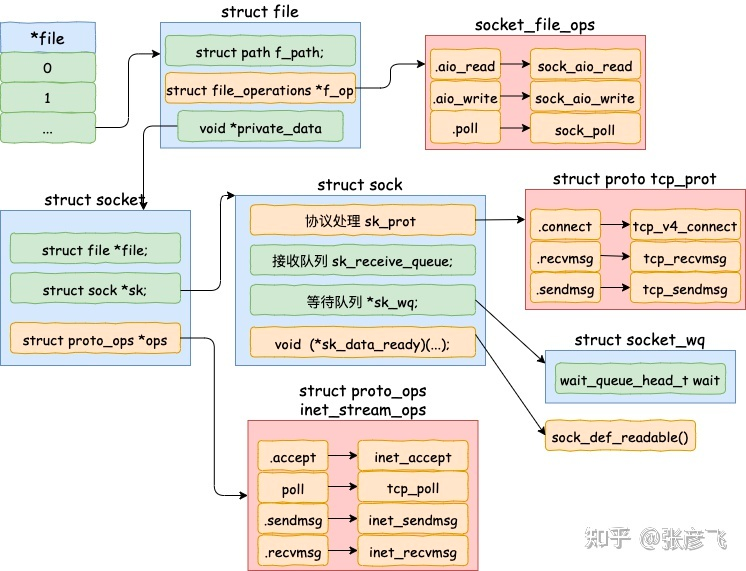 *file
0
1
...
struct file
struct path f_path;
struct file_operations *f_op
void *private_data
socket_file_ops
.aio_read
sock_aio_read
.aio_write
sock_aio_write
.poll
sock_poll
struct socket
struct file *file;
struct sock *sk;
struct proto_ops *ops
struct sock
协议处理 sk_prot
接收队列 sk_receive_queue;
等待队列 *sk_wq;
void (*sk_data_ready)(...);
struct proto tcp_prot
.connect
tcp_v4_connect
.recvmsg
tcp_recvmsg
.sendmsg
tcp_sendmsg
struct socket_wq
wait_queue_head_t wait
sock_def_readable()
struct proto_ops
inet_stream_ops
.accept
inet_accept
poll
tcp_poll
.sendmsg
inet_sendmsg
.recvmsg
inet_recvmsg
知乎 @张彦飞